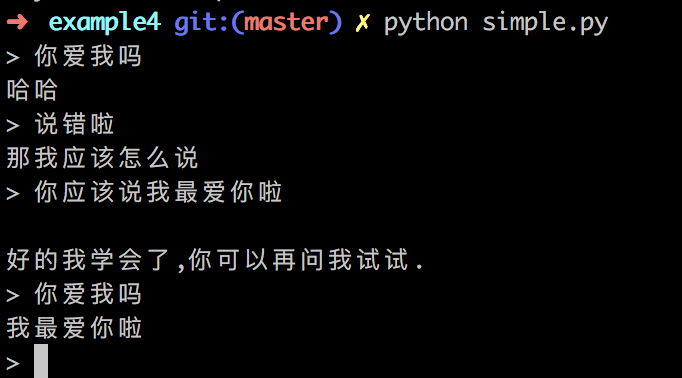 ➜ example4 git:(master) ✗ python simple.py
> 你爱我吗
哈哈
> 说错啦
那我应该怎么说
> 你应该说我最爱你啦
好的我学会了,你可以再问我试试.
> 你爱我吗
我最爱你啦
>